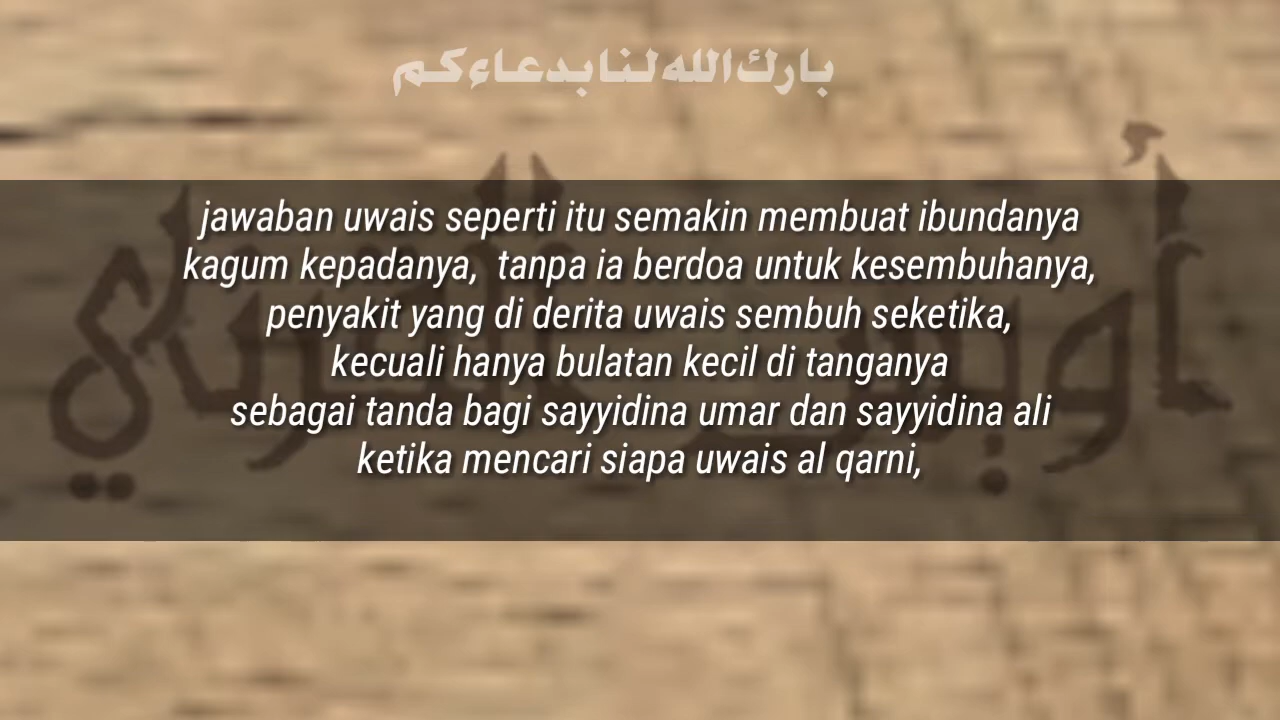 بارك الله لنا بدعاءكم
أويس القرني
jawaban uwais seperti itu semakin membuat ibundanya
kagum kepadanya,  tanpa ia berdoa untuk kesembuhanya,
penyakit yang di derita uwais sembuh seketika,
kecuali hanya bulatan kecil di tanganya
sebagai tanda bagi sayyidina umar dan sayyidina ali
ketika mencari siapa uwais al qarni,